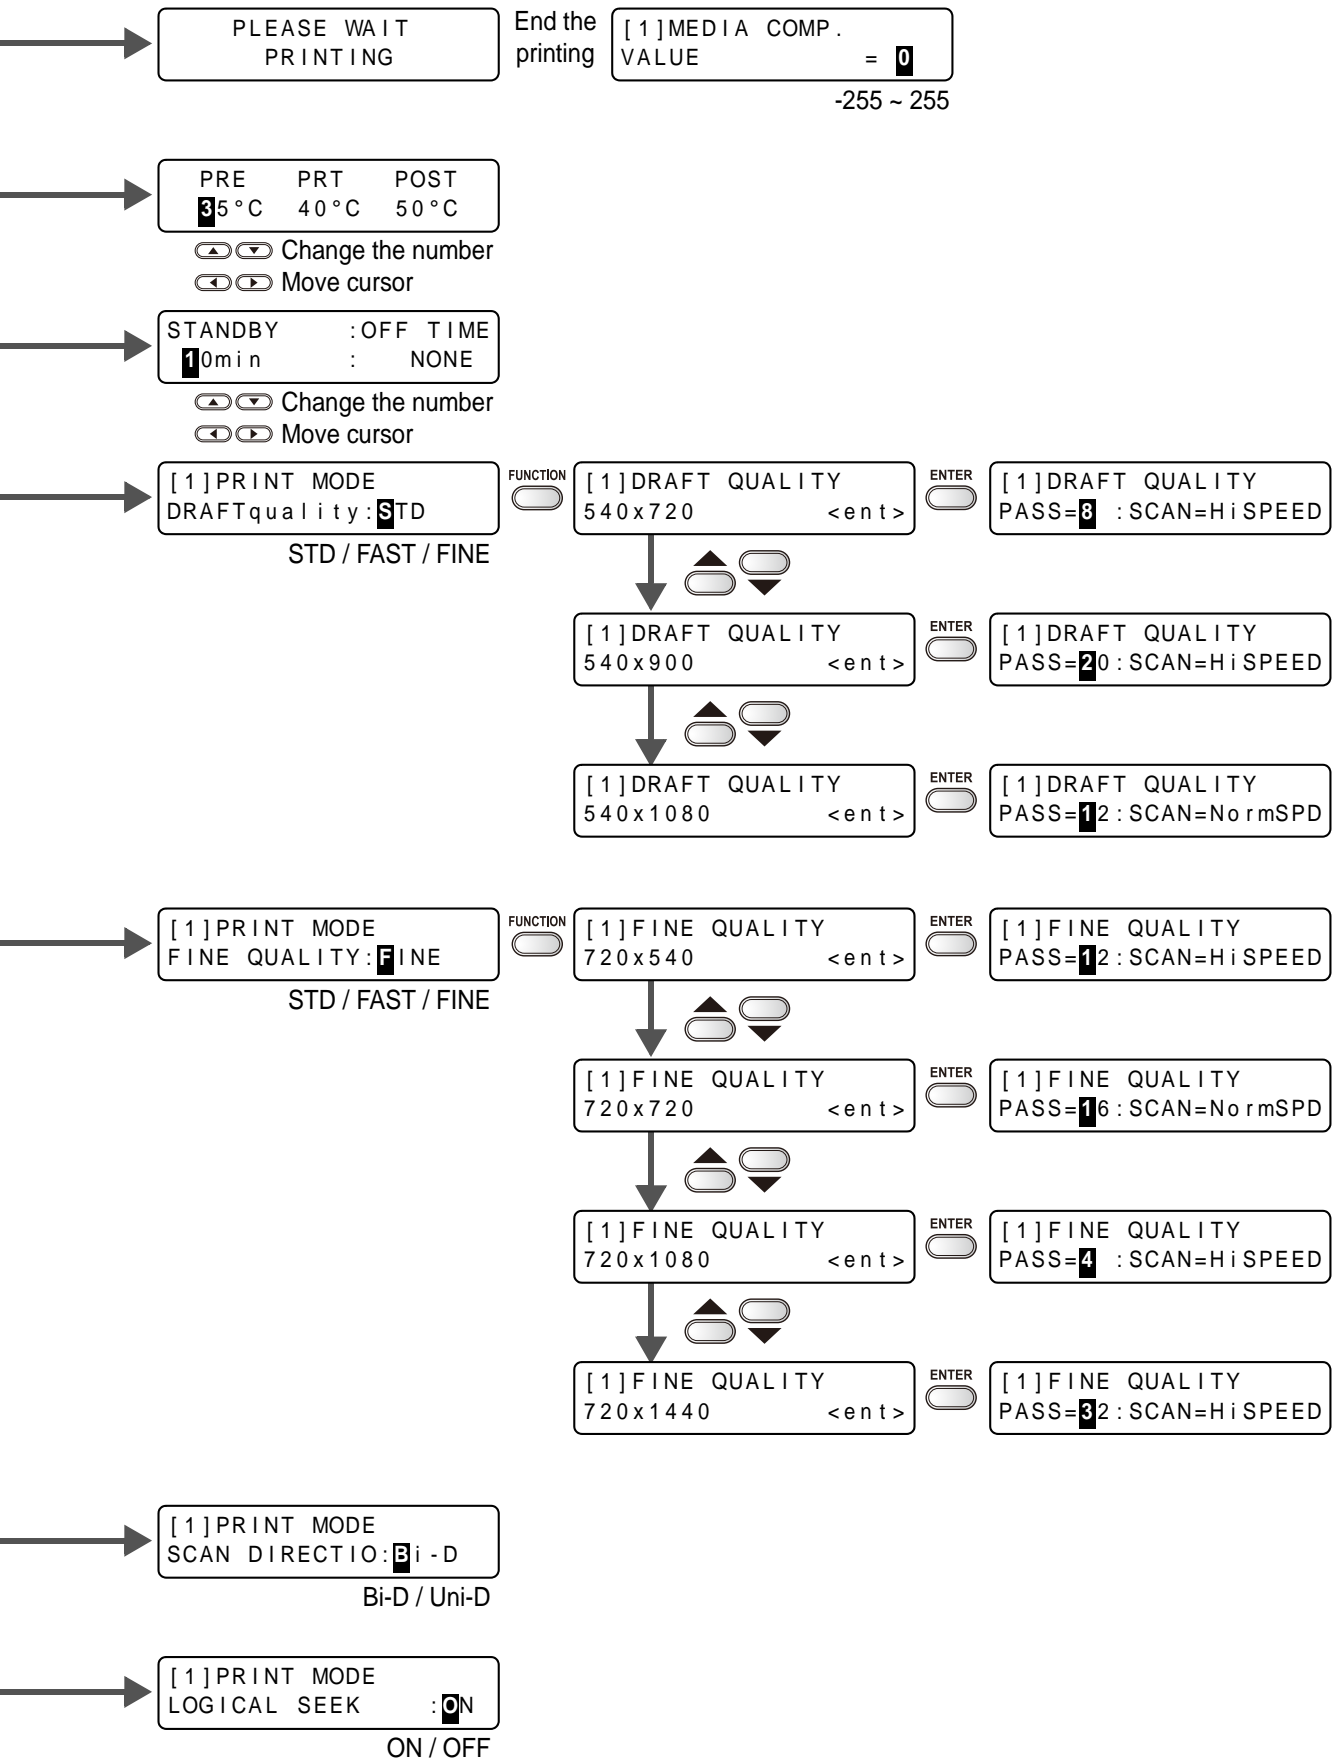 PLEASE WAIT
PRINTING
End the
printing
[1]MEDIA COMP.
VALUE = 0
-255 ~ 255
PRE PRT POST
35°C 40°C 50°C
Change the number
Move cursor
STANDBY :OFF TIME
10min : NONE
Change the number
Move cursor
[1]PRINT MODE
DRAFTquality:STD
STD / FAST / FINE
FUNCTION
[1]DRAFT QUALITY
540x720 <ent>
ENTER
[1]DRAFT QUALITY
PASS=8 :SCAN=HiSPEED
[1]DRAFT QUALITY
540x900 <ent>
ENTER
[1]DRAFT QUALITY
PASS=20:SCAN=HiSPEED
[1]DRAFT QUALITY
540x1080 <ent>
ENTER
[1]DRAFT QUALITY
PASS=12:SCAN=NormSPD
[1]PRINT MODE
FINE QUALITY:FINE
STD / FAST / FINE
FUNCTION
[1]FINE QUALITY
720x540 <ent>
ENTER
[1]FINE QUALITY
PASS=12:SCAN=HiSPEED
[1]FINE QUALITY
720x720 <ent>
ENTER
[1]FINE QUALITY
PASS=16:SCAN=NormSPD
[1]FINE QUALITY
720x1080 <ent>
ENTER
[1]FINE QUALITY
PASS=4 :SCAN=HiSPEED
[1]FINE QUALITY
720x1440 <ent>
ENTER
[1]FINE QUALITY
PASS=32:SCAN=HiSPEED
[1]PRINT MODE
SCAN DIRECTIO:Bi-D
Bi-D / Uni-D
[1]PRINT MODE
LOGICAL SEEK :ON
ON / OFF